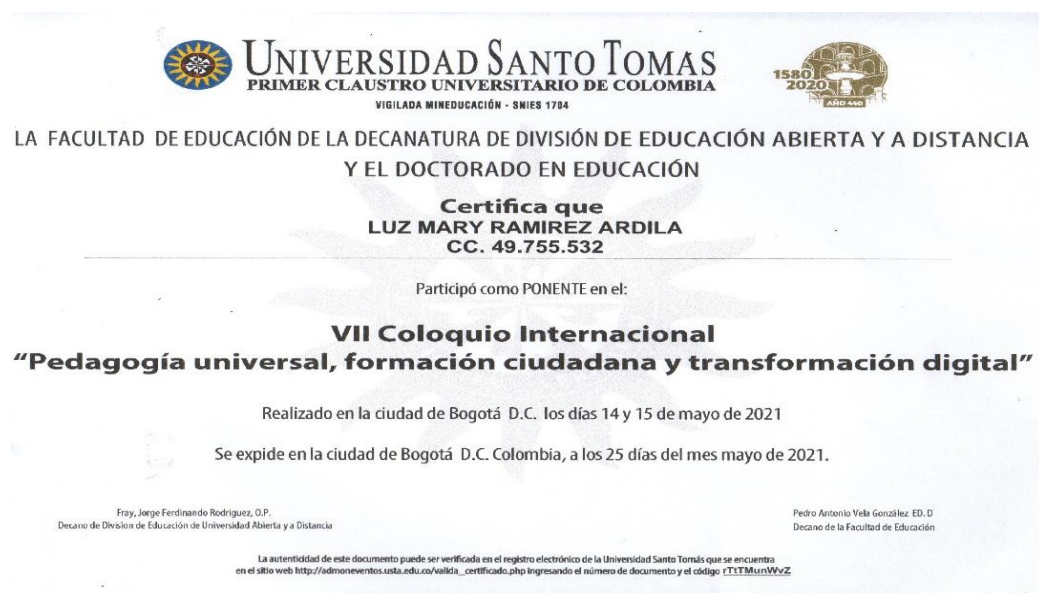 UNIVERSIDAD SANTO TOMÁS
PRIMER CLAUSTRO UNIVERSITARIO DE COLOMBIA
VIGILADA MINEDUCACIÓN - SNIES 1704
1580
2020
AÑO 440
LA FACULTAD DE EDUCACIÓN DE LA DECANATURA DE DIVISIÓN DE EDUCACIÓN ABIERTA Y A DISTANCIA
Y EL DOCTORADO EN EDUCACIÓN
Certifica que
LUZ MARY RAMIREZ ARDILA
CC. 49.755.532
Participó como PONENTE en el:
VII Coloquio Internacional
“Pedagogía universal, formación ciudadana y transformación digital”
Realizado en la ciudad de Bogotá D.C. los días 14 y 15 de mayo de 2021
Se expide en la ciudad de Bogotá D.C. Colombia, a los 25 días del mes mayo de 2021.
Fray, Jorge Ferdinando Rodriguez, O.P.
Decano de Division de Educación de Universidad Abierta y a Distancia
Pedro Antonio Vela González ED. D
Decano de la Facultad de Educación
La autenticidad de este documento puede ser verificada en el registro electrónico de la Universidad Santo Tomás que se encuentra
en el sitio web http://admoneventos.usta.edu.co/valida_certificado.php ingresando el número de documento y el código rTtTMunWvZ